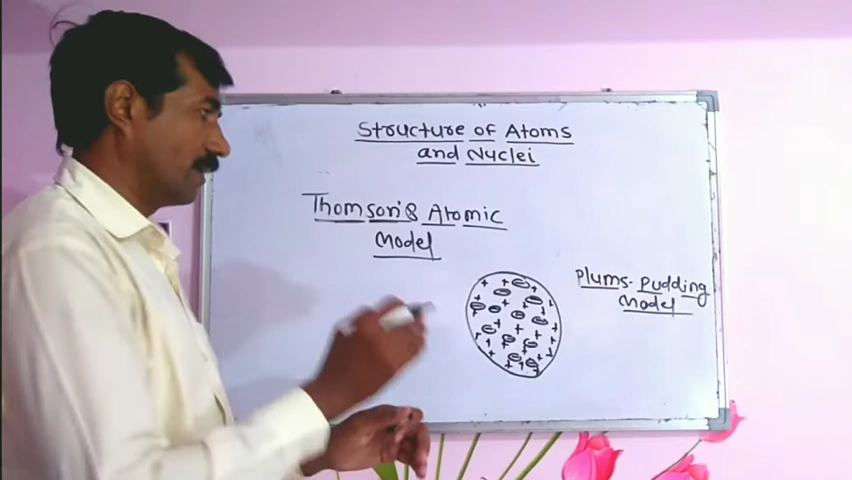 Structure of Atoms
and Nuclei
Thomson's Atomic
Model
Plums-Pudding
Model